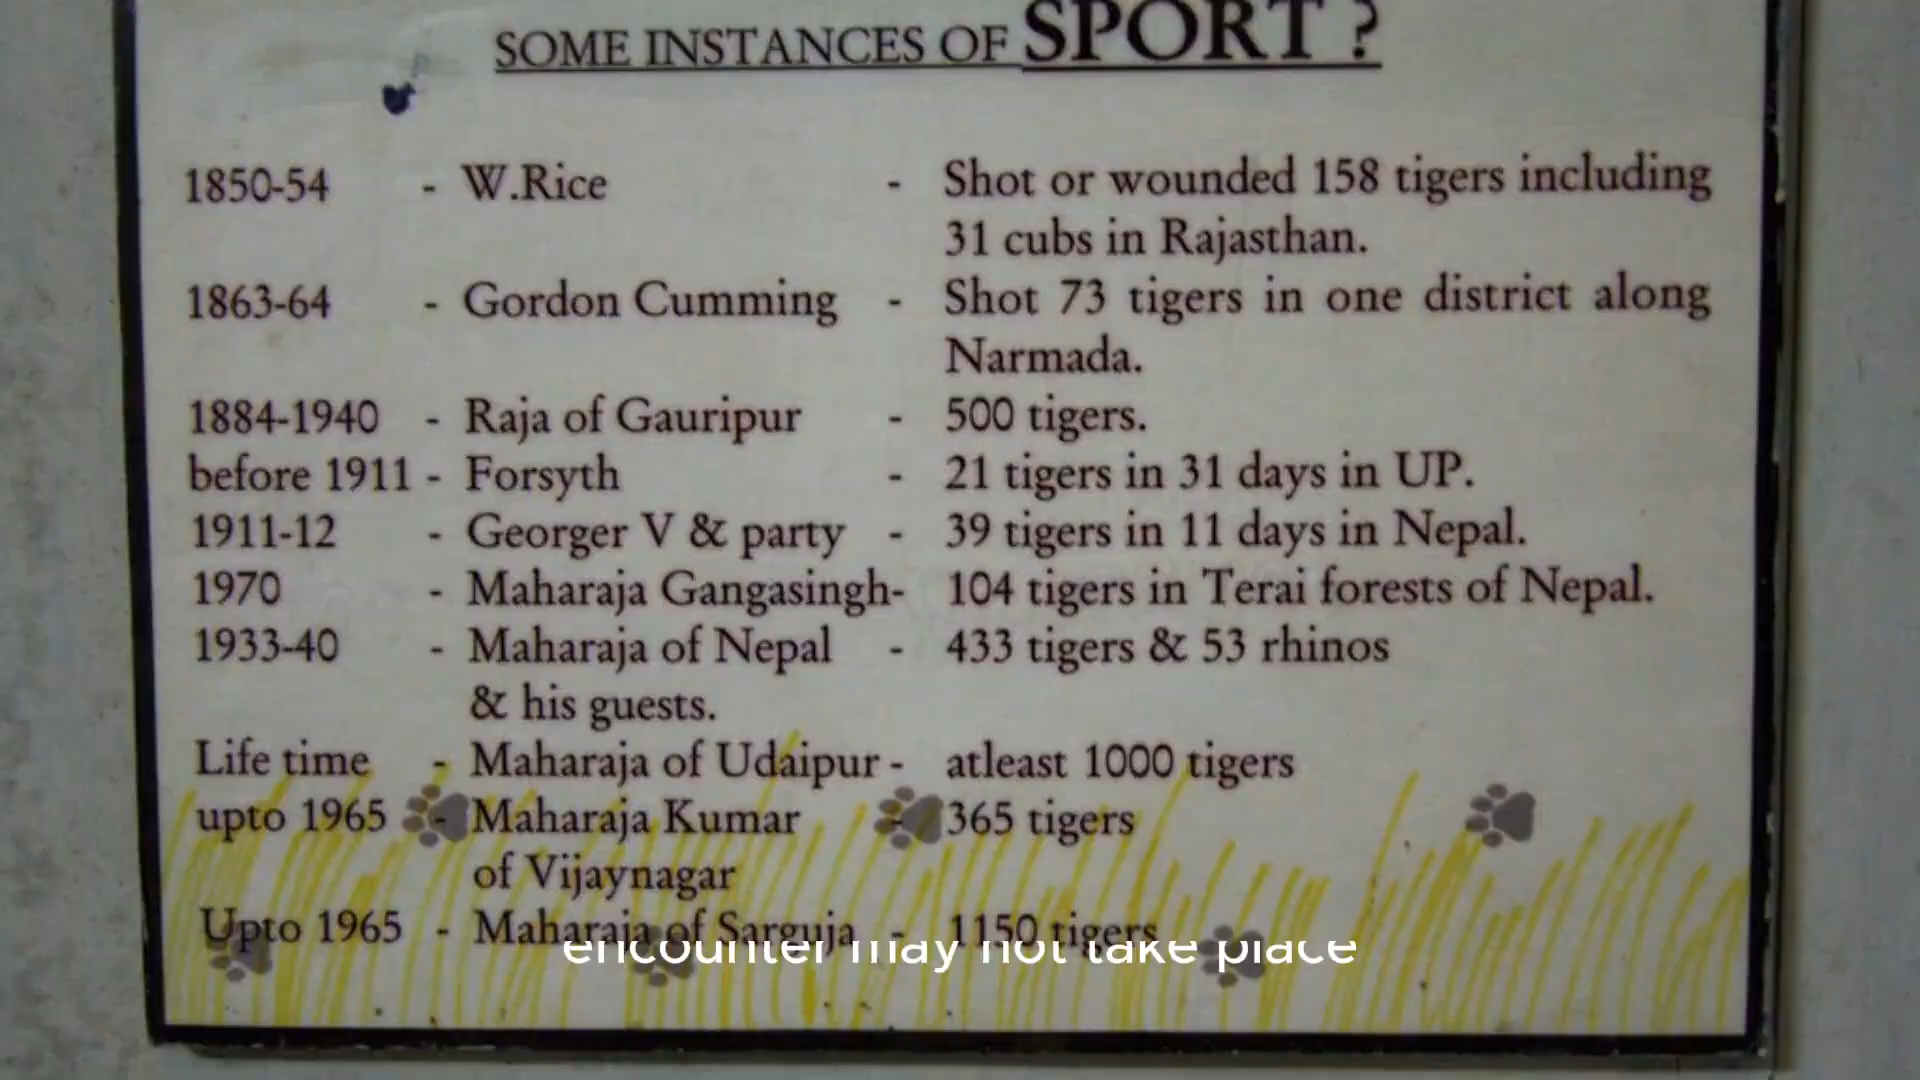 SOME INSTANCES OF SPORT ?
1850-54 - W.Rice - Shot or wounded 158 tigers including
31 cubs in Rajasthan.
1863-64 - Gordon Cumming - Shot 73 tigers in one district along
Narmada.
1884-1940 - Raja of Gauripur - 500 tigers.
before 1911 - Forsyth - 21 tigers in 31 days in UP.
1911-12 - Georger V & party - 39 tigers in 11 days in Nepal.
1970 - Maharaja Gangasingh- 104 tigers in Terai forests of Nepal.
1933-40 - Maharaja of Nepal - 433 tigers & 53 rhinos
& his guests.
Life time - Maharaja of Udaipur - atleast 1000 tigers
upto 1965 - Maharaja Kumar - 365 tigers
of Vijaynagar
Upto 1965 - Maharaja of Sarguja - 1150 tigers
encounter may not take place